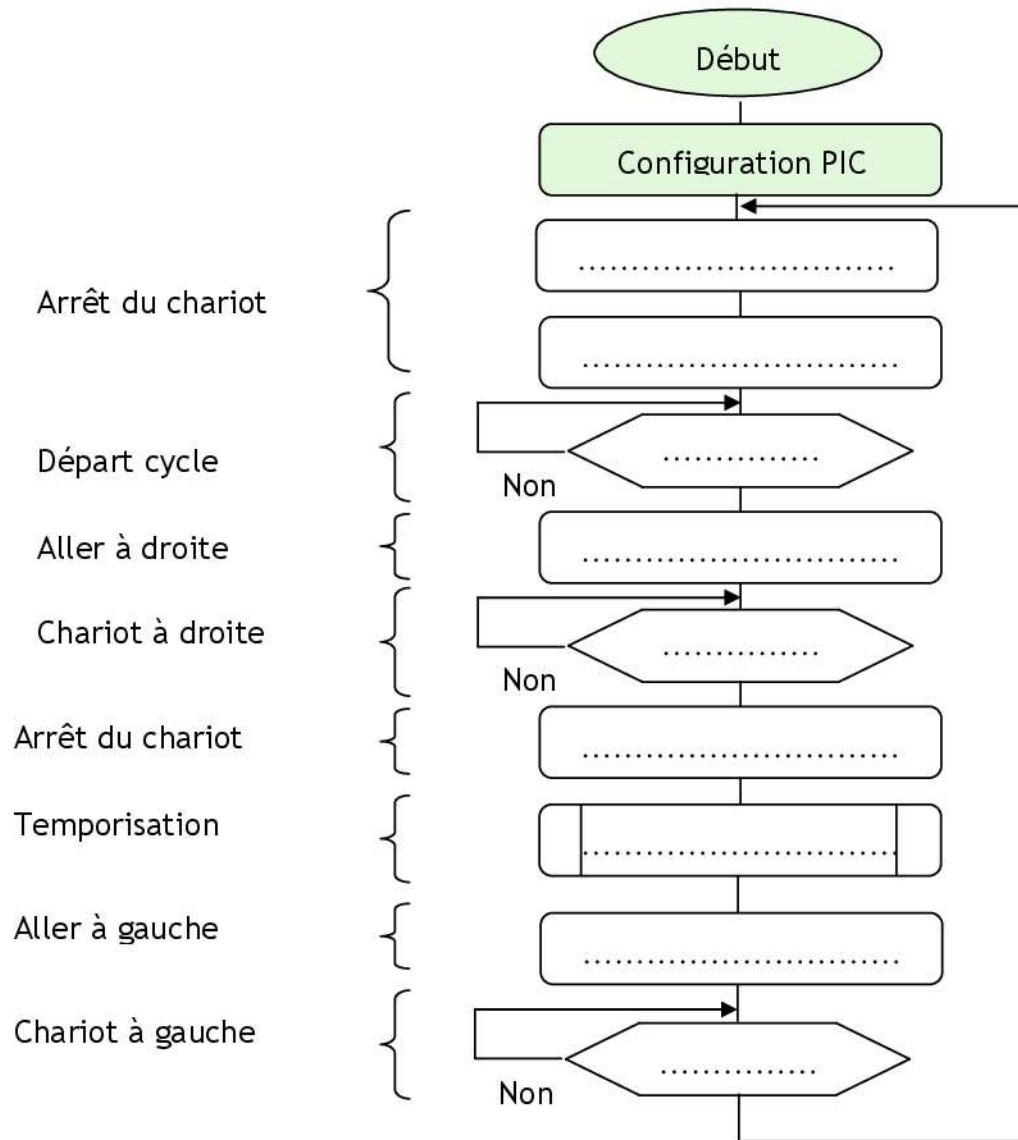 Début
Configuration PIC
..............................
Arrêt du chariot
..............................
Départ cycle
...............
Non
Aller à droite
..............................
Chariot à droite
...............
Non
Arrêt du chariot
..............................
Temporisation
..............................
Aller à gauche
..............................
Chariot à gauche
...............
Non